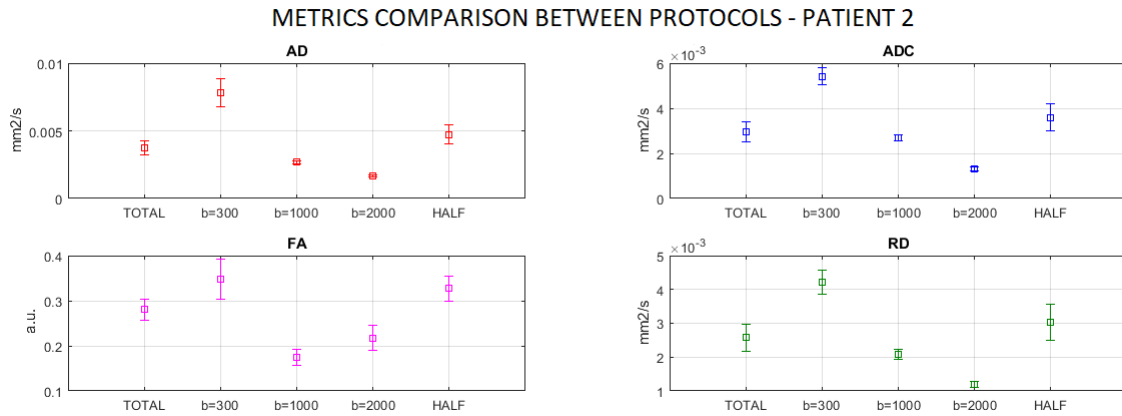 METRICS COMPARISON BETWEEN PROTOCOLS - PATIENT 2
AD
0.01
0.005
0
mm2/s
TOTAL b=300 b=1000 b=2000 HALF
ADC
×10⁻³
6
4
2
0
mm2/s
TOTAL b=300 b=1000 b=2000 HALF
FA
0.4
0.3
0.2
0.1
a.u.
TOTAL b=300 b=1000 b=2000 HALF
RD
×10⁻³
5
4
3
2
1
mm2/s
TOTAL b=300 b=1000 b=2000 HALF